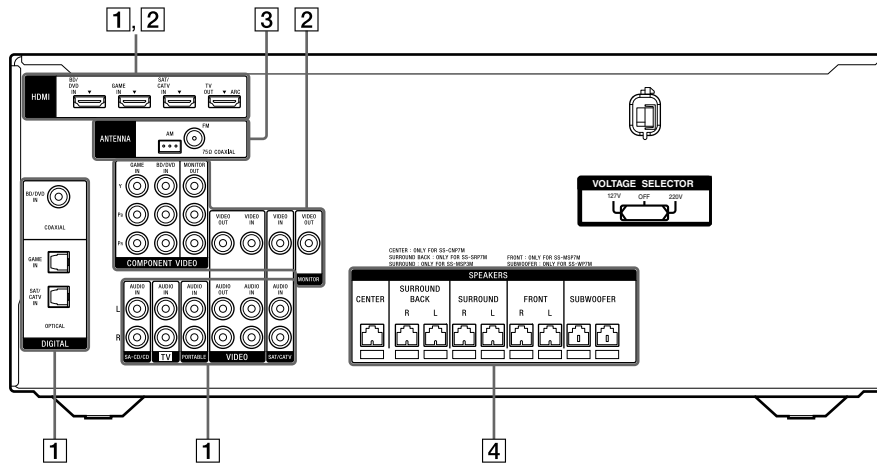 1, 2
3
2
HDMI
BD/
DVD
IN
GAME
IN
SAT/
CATV
IN
TV
OUT
ARC
ANTENNA
AM
FM
75Ω COAXIAL
VOLTAGE SELECTOR
127V
OFF
220V
GAME
IN
BD/DVD
IN
MONITOR
OUT
Y
PB
PR
COMPONENT VIDEO
VIDEO
OUT
VIDEO
IN
VIDEO
IN
VIDEO
OUT
MONITOR
BD/DVD
IN
COAXIAL
GAME
IN
SAT/
CATV
IN
OPTICAL
DIGITAL
AUDIO
IN
AUDIO
IN
AUDIO
IN
AUDIO
OUT
AUDIO
IN
AUDIO
IN
L
R
SA-CD/CD
TV
PORTABLE
VIDEO
SAT/CATV
CENTER : ONLY FOR SS-CNP7M
SURROUND BACK : ONLY FOR SS-SRP7M
SURROUND : ONLY FOR SS-MSP3M
FRONT : ONLY FOR SS-MSP7M
SUBWOOFER : ONLY FOR SS-WP7M
SPEAKERS
CENTER
SURROUND
BACK
R L
SURROUND
R L
FRONT
R L
SUBWOOFER
1
1
4